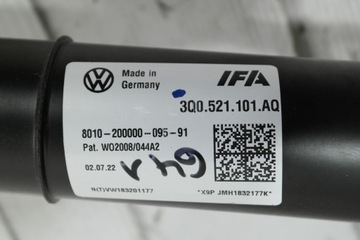 Made in
Germany
IFA
3Q0.521.101.AQ
8010-200000-095-91
Pat. WO2008/044A2
02.07.22
N(T)VW183201177
*X9P JMH1832177K*